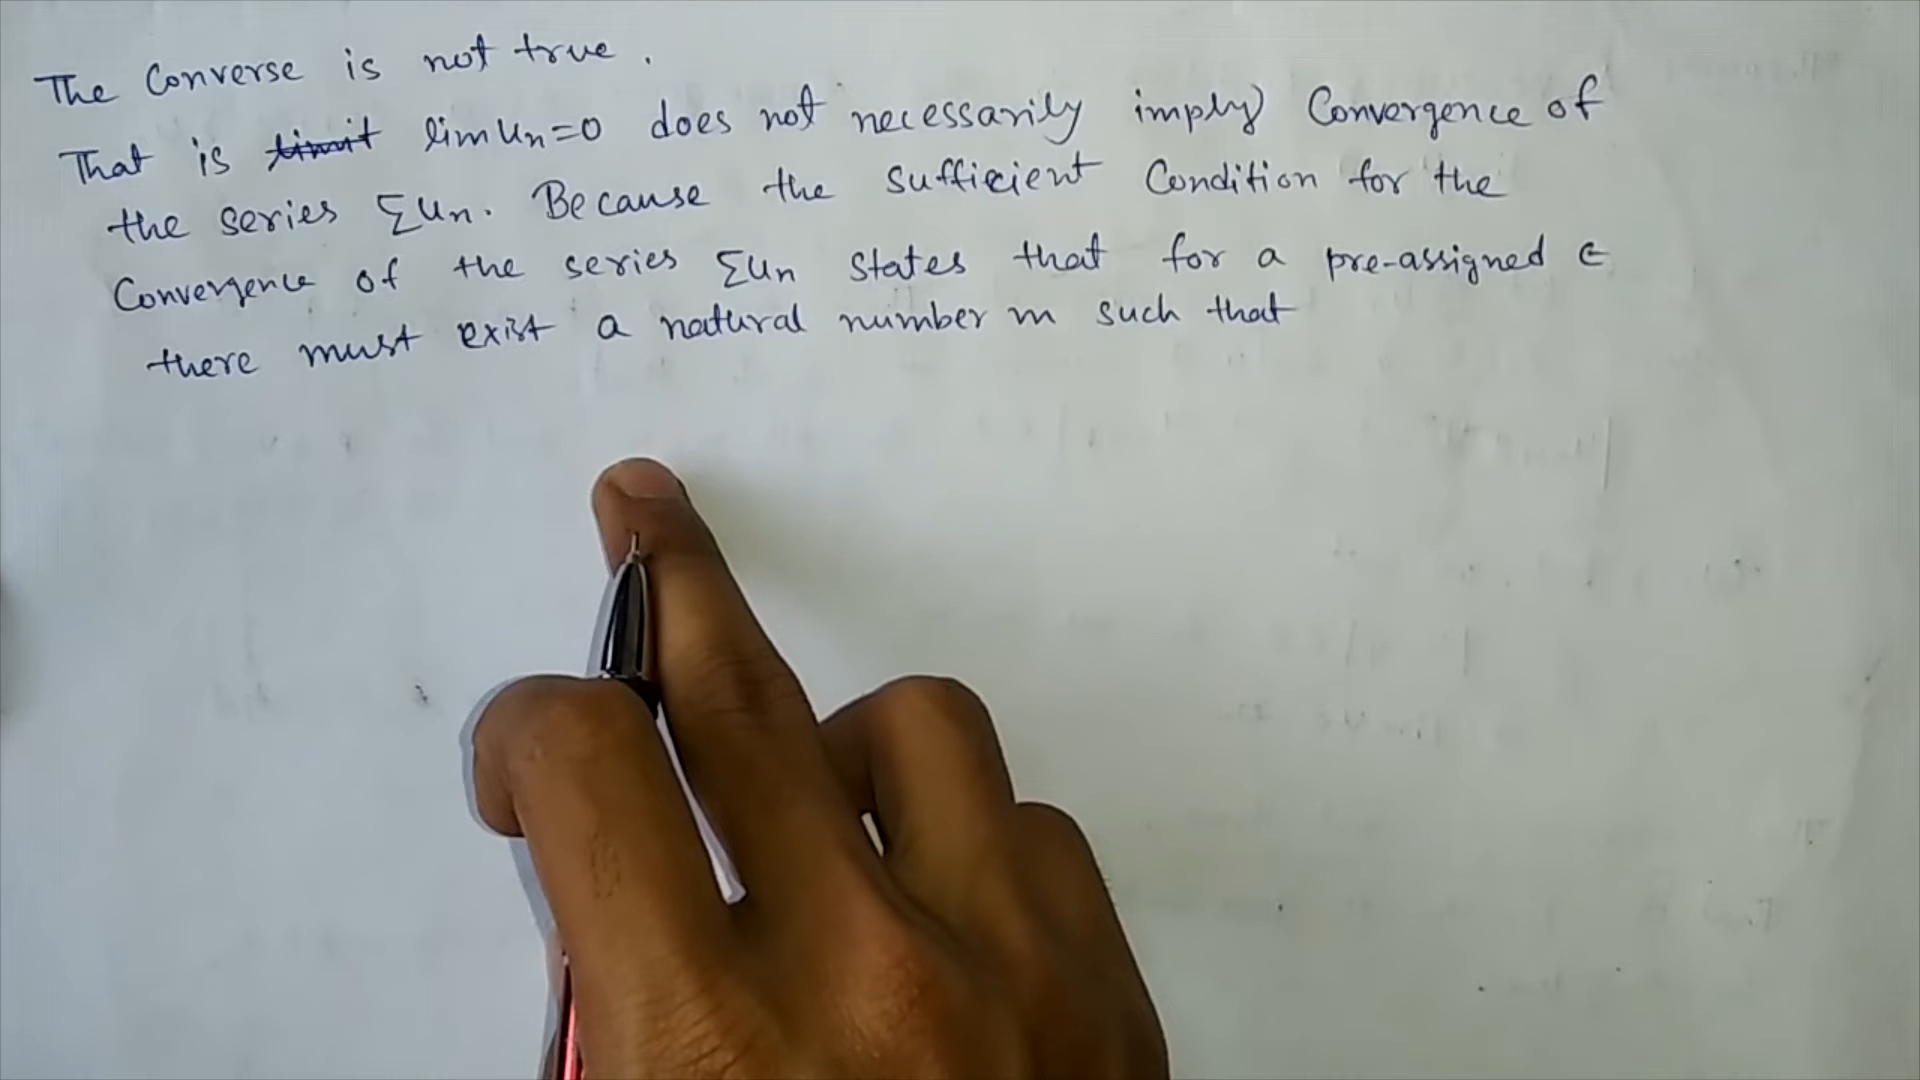 The Converse is not true.
That is limit lim un=0 does not necessarily imply Convergence of
the series Σun. Because the sufficient Condition for the
Convergence of the series Σun states that for a pre-assigned ϵ
there must exist a natural number m such that